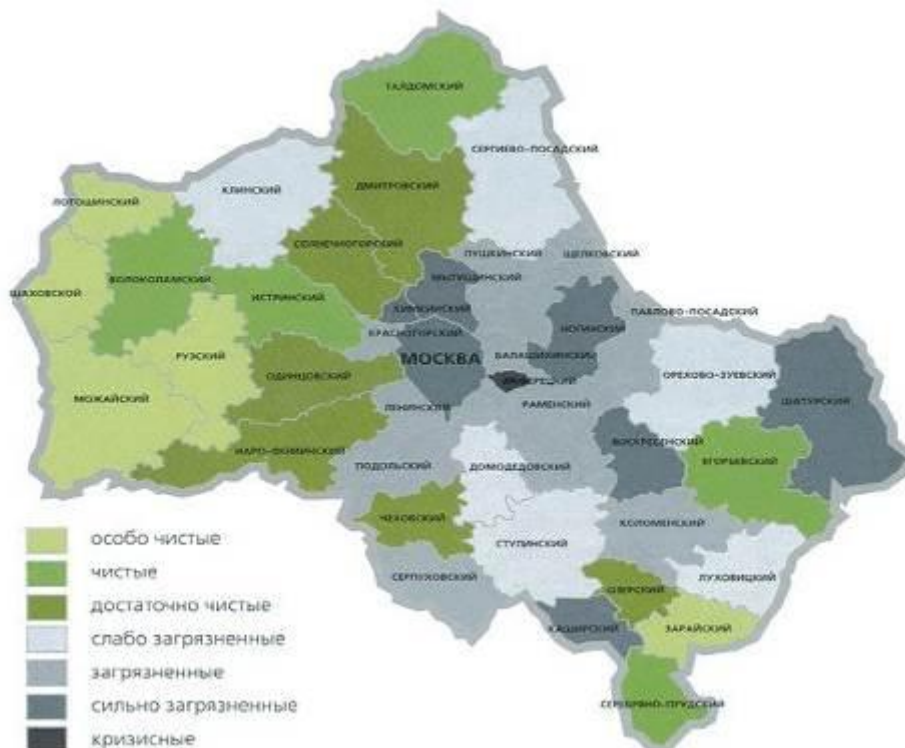 ТАЛДОМСКИЙ
СЕРГИЕВО-ПОСАДСКИЙ
КЛИНСКИЙ
ДМИТРОВСКИЙ
ЛОТОШИНСКИЙ
СОЛНЕЧНОГОРСКИЙ
ПУШКИНСКИЙ
ЩЕЛКОВСКИЙ
МЫТИЩИНСКИЙ
ВОЛОКОЛАМСКИЙ
ШАХОВСКОЙ
ИСТРИНСКИЙ
ХИМКИНСКИЙ
ПАВЛОВО-ПОСАДСКИЙ
КРАСНОГОРСКИЙ
НОГИНСКИЙ
РУЗСКИЙ
МОСКВА
БАЛАШИХИНСКИЙ
ОДИНЦОВСКИЙ
ЛЮБЕРЕЦКИЙ
ОРЕХОВО-ЗУЕВСКИЙ
МОЖАЙСКИЙ
ЛЕНИНСКИЙ
РАМЕНСКИЙ
ШАТУРСКИЙ
НАРО-ФОМИНСКИЙ
ВОСКРЕСЕНСКИЙ
ПОДОЛЬСКИЙ
ДОМОДЕДОВСКИЙ
ЕГОРЬЕВСКИЙ
ЧЕХОВСКИЙ
КОЛОМЕНСКИЙ
СТУПИНСКИЙ
СЕРПУХОВСКИЙ
ЛУХОВИЦКИЙ
ОЗЕРСКИЙ
КАШИРСКИЙ
ЗАРАЙСКИЙ
СЕРЕБРЯНО-ПРУДСКИЙ
особо чистые
чистые
достаточно чистые
слабо загрязненные
загрязненные
сильно загрязненные
кризисные